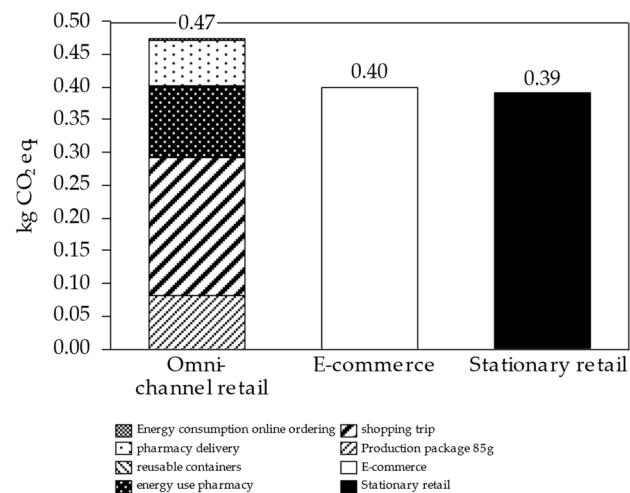 0.50
0.45
0.40
0.35
0.30
0.25
0.20
0.15
0.10
0.05
0.00
kg CO₂ eq.
0.47
0.40
0.39
Omni-
channel retail
E-commerce
Stationary retail
Energy consumption online ordering
shopping trip
pharmacy delivery
Production package 85g
reusable containers
E-commerce
energy use pharmacy
Stationary retail